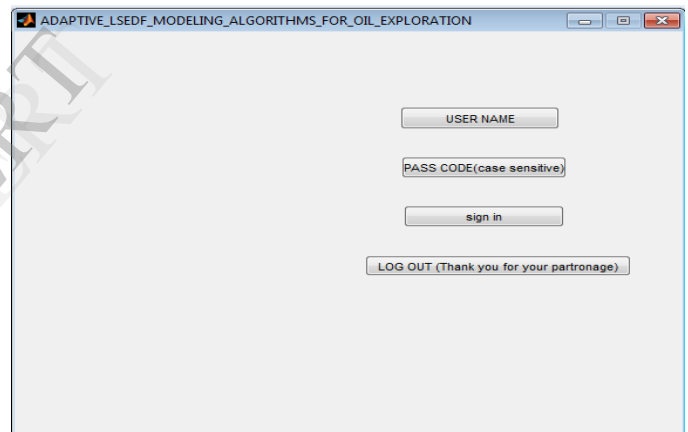 ADAPTIVE_LSEDF_MODELING_ALGORITHMS_FOR_OIL_EXPLORATION
USER NAME
PASS CODE(case sensitive)
sign in
LOG OUT (Thank you for your partronage)